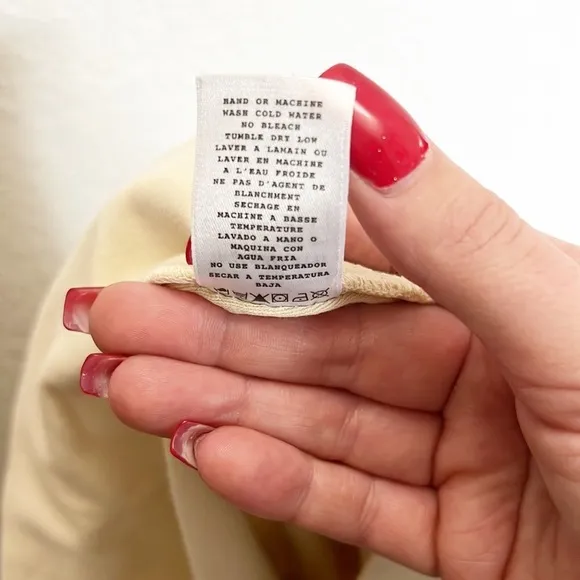 HAND OR MACHINE
WASH COLD WATER
NO BLEACH
TUMBLE DRY LOW
LAVER A LAMAIN OU
LAVER EN MACHINE
A L'EAU FROIDE
NE PAS D'AGENT DE
BLANCHMENT
SECHAGE EN
MACHINE A BASSE
TEMPERATURE
LAVADO A MANO O
MAQUINA CON
AGUA FRIA
NO USE BLANQUEADOR
SECAR A TEMPERATURA
BAJA